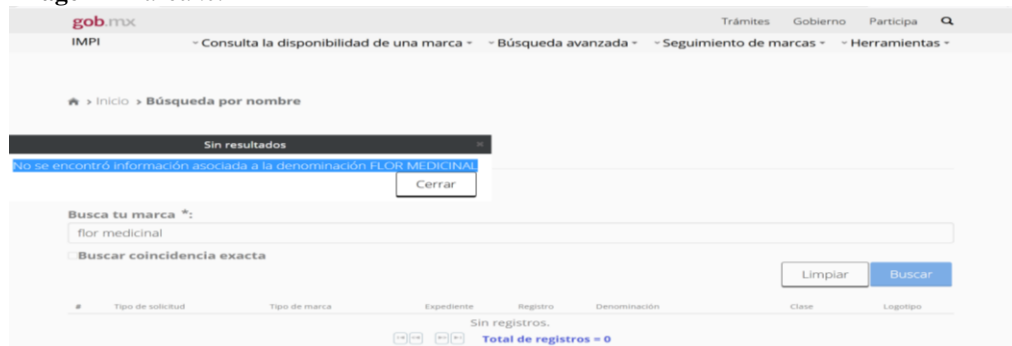 gob.mx Trámites Gobierno Participa
IMPI Consulta la disponibilidad de una marca Búsqueda avanzada Seguimiento de marcas Herramientas
> Inicio > Búsqueda por nombre
Sin resultados ×
No se encontró información asociada a la denominación FLOR MEDICINAL
Cerrar
Busca tu marca *:
flor medicinal
Buscar coincidencia exacta
Limpiar Buscar
# Tipo de solicitud Tipo de marca Expediente Registro Denominación Clase Logotipo
Sin registros.
Total de registros = 0